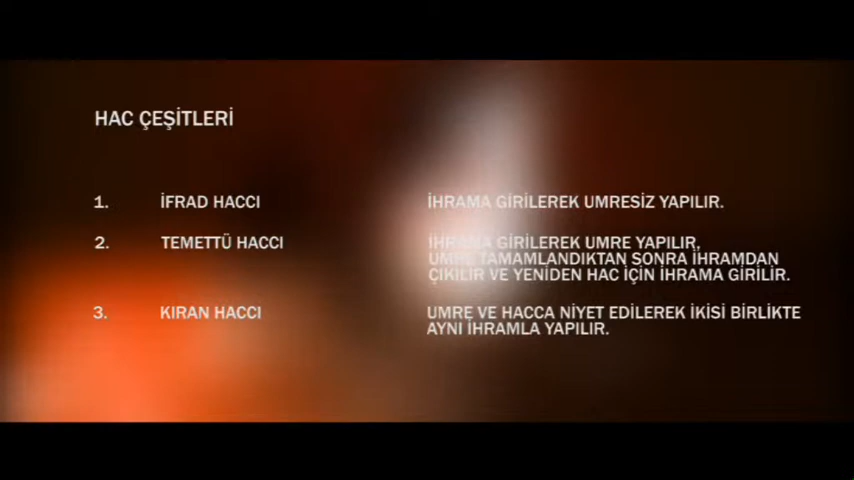 HAC ÇEŞİTLERİ
1. İFRAD HACCI İHRAMA GİRİLEREK UMRESİZ YAPILIR.
2. TEMETTÜ HACCI İHRAMA GİRİLEREK UMRE YAPILIR,
UMRE TAMAMLANDIKTAN SONRA İHRAMDAN
ÇIKILIR VE YENİDEN HAC İÇİN İHRAMA GİRİLİR.
3. KIRAN HACCI UMRE VE HACCA NİYET EDİLEREK İKİSİ BİRLİKTE
AYNI İHRAMLA YAPILIR.